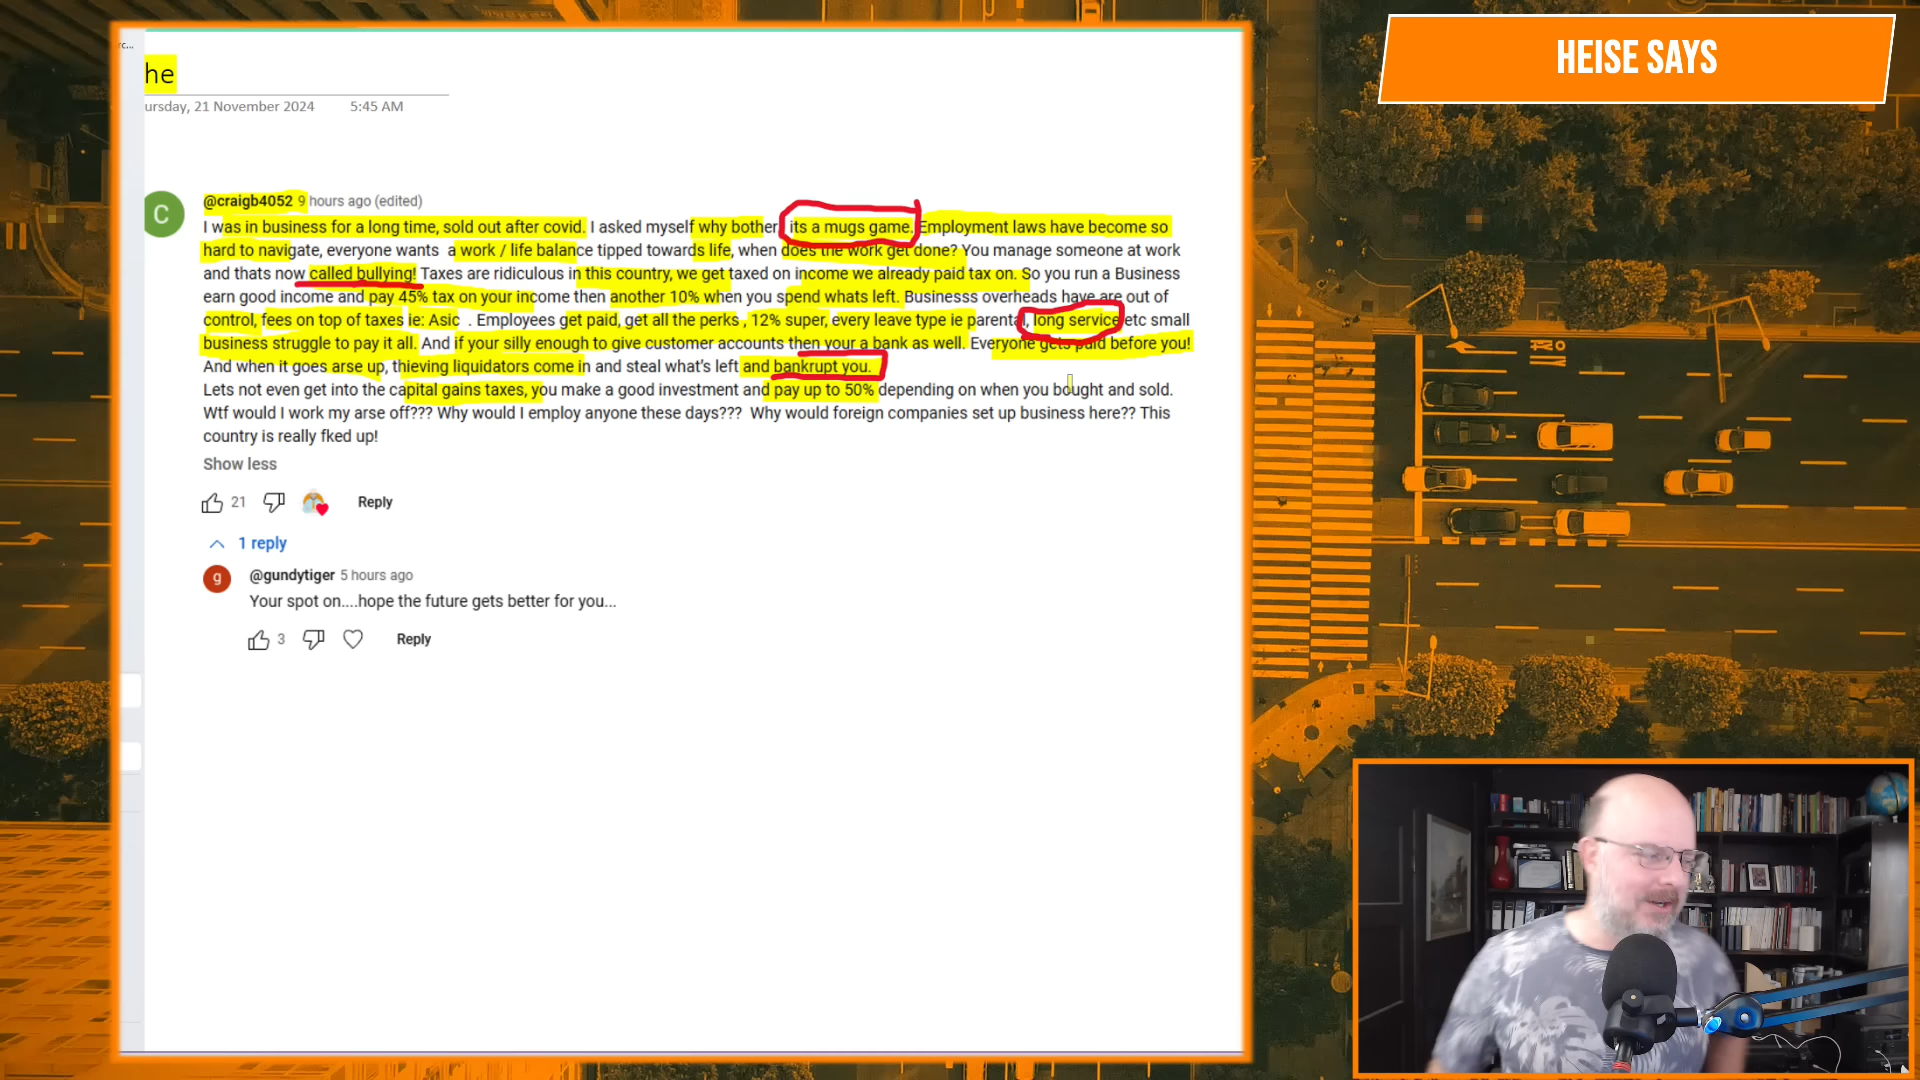 HEISE SAYS
rc...
he
ursday, 21 November 2024 5:45 AM
C
@craigb4052 9 hours ago (edited)
I was in business for a long time, sold out after covid. I asked myself why bother, its a mugs game. Employment laws have become so
hard to navigate, everyone wants a work / life balance tipped towards life, when does the work get done? You manage someone at work
and thats now called bullying! Taxes are ridiculous in this country, we get taxed on income we already paid tax on. So you run a Business
earn good income and pay 45% tax on your income then another 10% when you spend whats left. Businesss overheads have are out of
control, fees on top of taxes ie: Asic . Employees get paid, get all the perks , 12% super, every leave type ie parental, long service etc small
business struggle to pay it all. And if your silly enough to give customer accounts then your a bank as well. Everyone gets paid before you!
And when it goes arse up, thieving liquidators come in and steal what's left and bankrupt you.
Lets not even get into the capital gains taxes, you make a good investment and pay up to 50% depending on when you bought and sold.
Wtf would I work my arse off??? Why would I employ anyone these days??? Why would foreign companies set up business here?? This
country is really fked up!
Show less
21 Reply
1 reply
g
@gundytiger 5 hours ago
Your spot on....hope the future gets better for you...
3 Reply